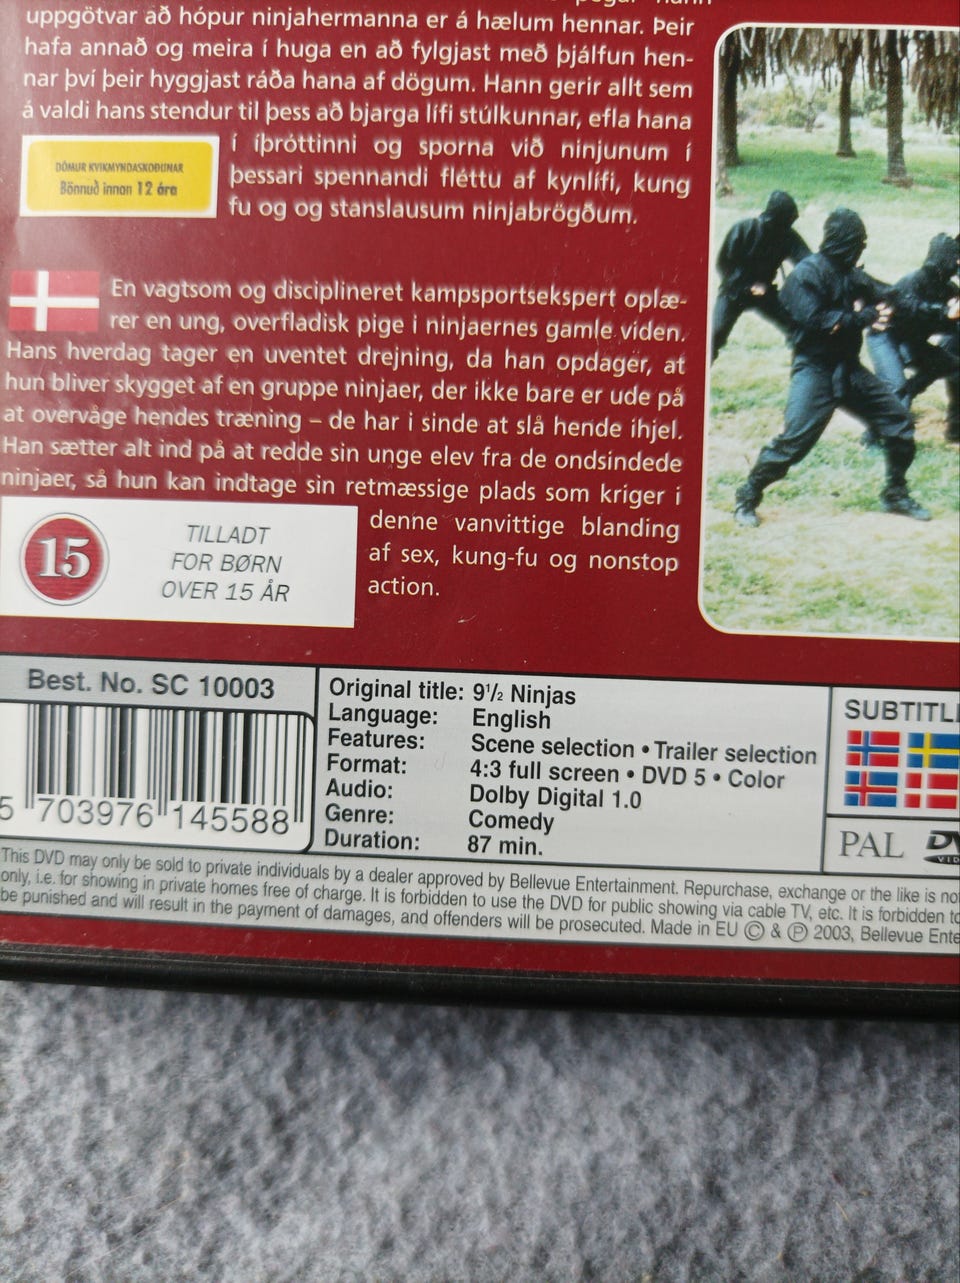 uppgötvar að hópur ninjahermanna er á hælum hennar. Þeir
hafa annað og meira í huga en að fylgjast með þjálfun hen-
nar því þeir hyggjast ráða hana af dögum. Hann gerir allt sem
á valdi hans stendur til þess að bjarga lífi stúlkunnar, efla hana
í íþróttinni og sporna við ninjunum í
þessari spennandi fléttu af kynlífi, kung
fu og og stanslausum ninjabrögðum.
DÓMUR KVIKMYNDASKOÐUNAR
Bönnuð innan 12 ára
En vagtsom og disciplineret kampsportsekspert oplæ-
rer en ung, overfladisk pige i ninjaernes gamle viden.
Hans hverdag tager en uventet drejning, da han opdager, at
hun bliver skygget af en gruppe ninjaer, der ikke bare er ude på
at overvåge hendes træning – de har i sinde at slå hende ihjel.
Han sætter alt ind på at redde sin unge elev fra de ondsindede
ninjaer, så hun kan indtage sin retmæssige plads som kriger i
denne vanvittige blanding
af sex, kung-fu og nonstop
action.
15
TILLADT
FOR BØRN
OVER 15 ÅR
Best. No. SC 10003
5 703976 145588
Original title: 9½ Ninjas
Language: English
Features: Scene selection • Trailer selection
Format: 4:3 full screen • DVD 5 • Color
Audio: Dolby Digital 1.0
Genre: Comedy
Duration: 87 min.
SUBTITL
PAL
This DVD may only be sold to private individuals by a dealer approved by Bellevue Entertainment. Repurchase, exchange or the like is no
only, i.e. for showing in private homes free of charge. It is forbidden to use the DVD for public showing via cable TV, etc. It is forbidden to
be punished and will result in the payment of damages, and offenders will be prosecuted. Made in EU © & ℗ 2003, Bellevue Ente